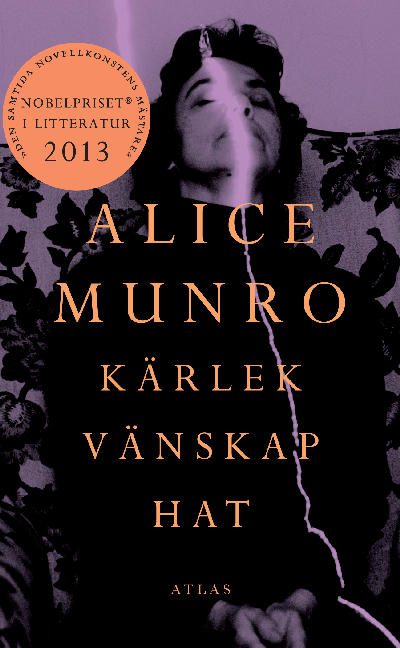 »DEN SAMTIDA NOVELLKONSTENS MÄSTARE«
NOBELPRISET®
I LITTERATUR
2013
ALICE
MUNRO
KÄRLEK
VÄNSKAP
HAT
ATLAS